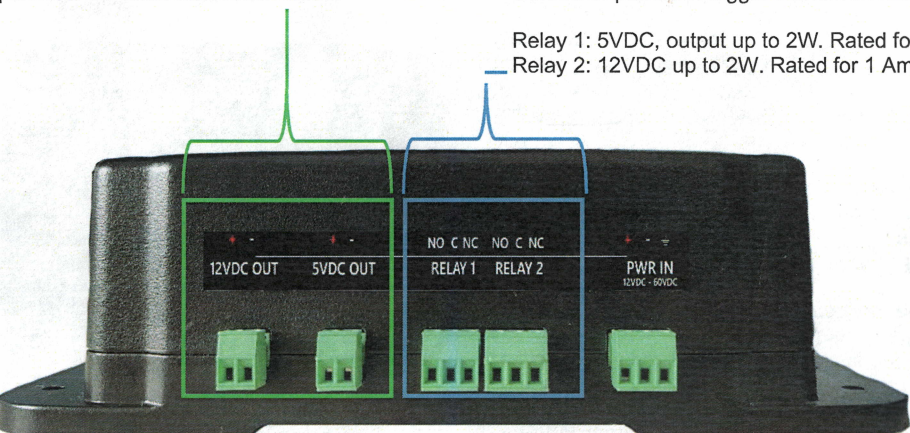 Relay 1: 5VDC, output up to 2W. Rated fo
Relay 2: 12VDC up to 2W. Rated for 1 Am
+ - + - NO C NC NO C NC + - ⏚
12VDC OUT 5VDC OUT RELAY 1 RELAY 2 PWR IN
12VDC - 60VDC